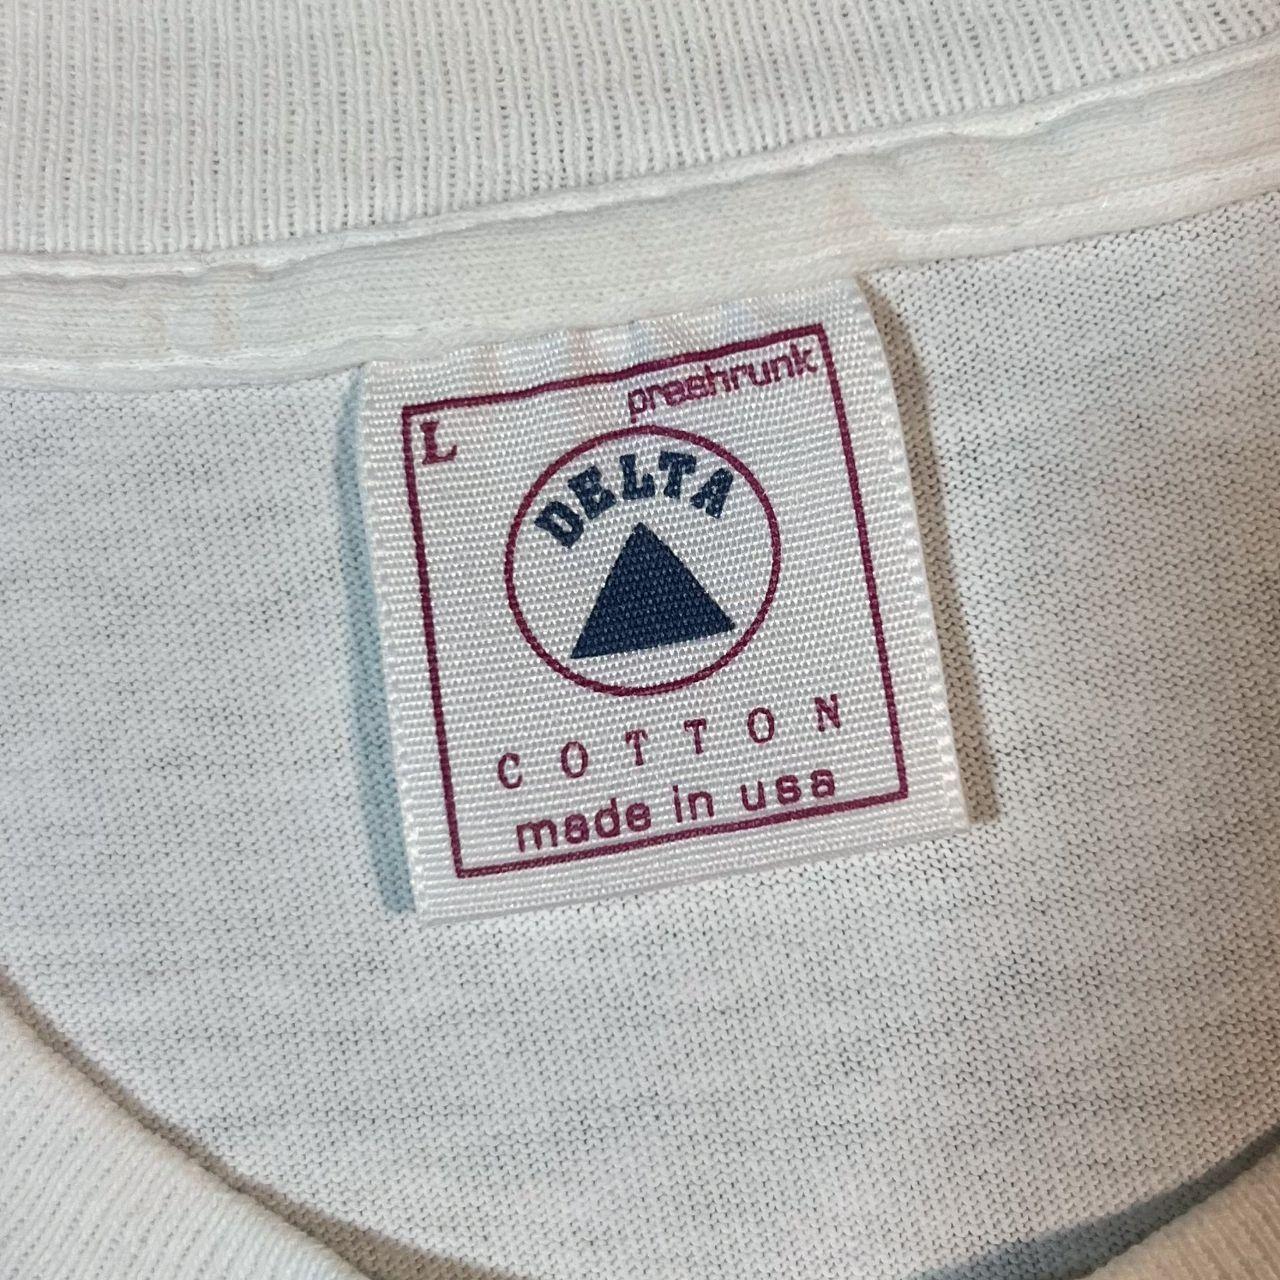 preshrunk
L
DELTA
COTTON
made in usa